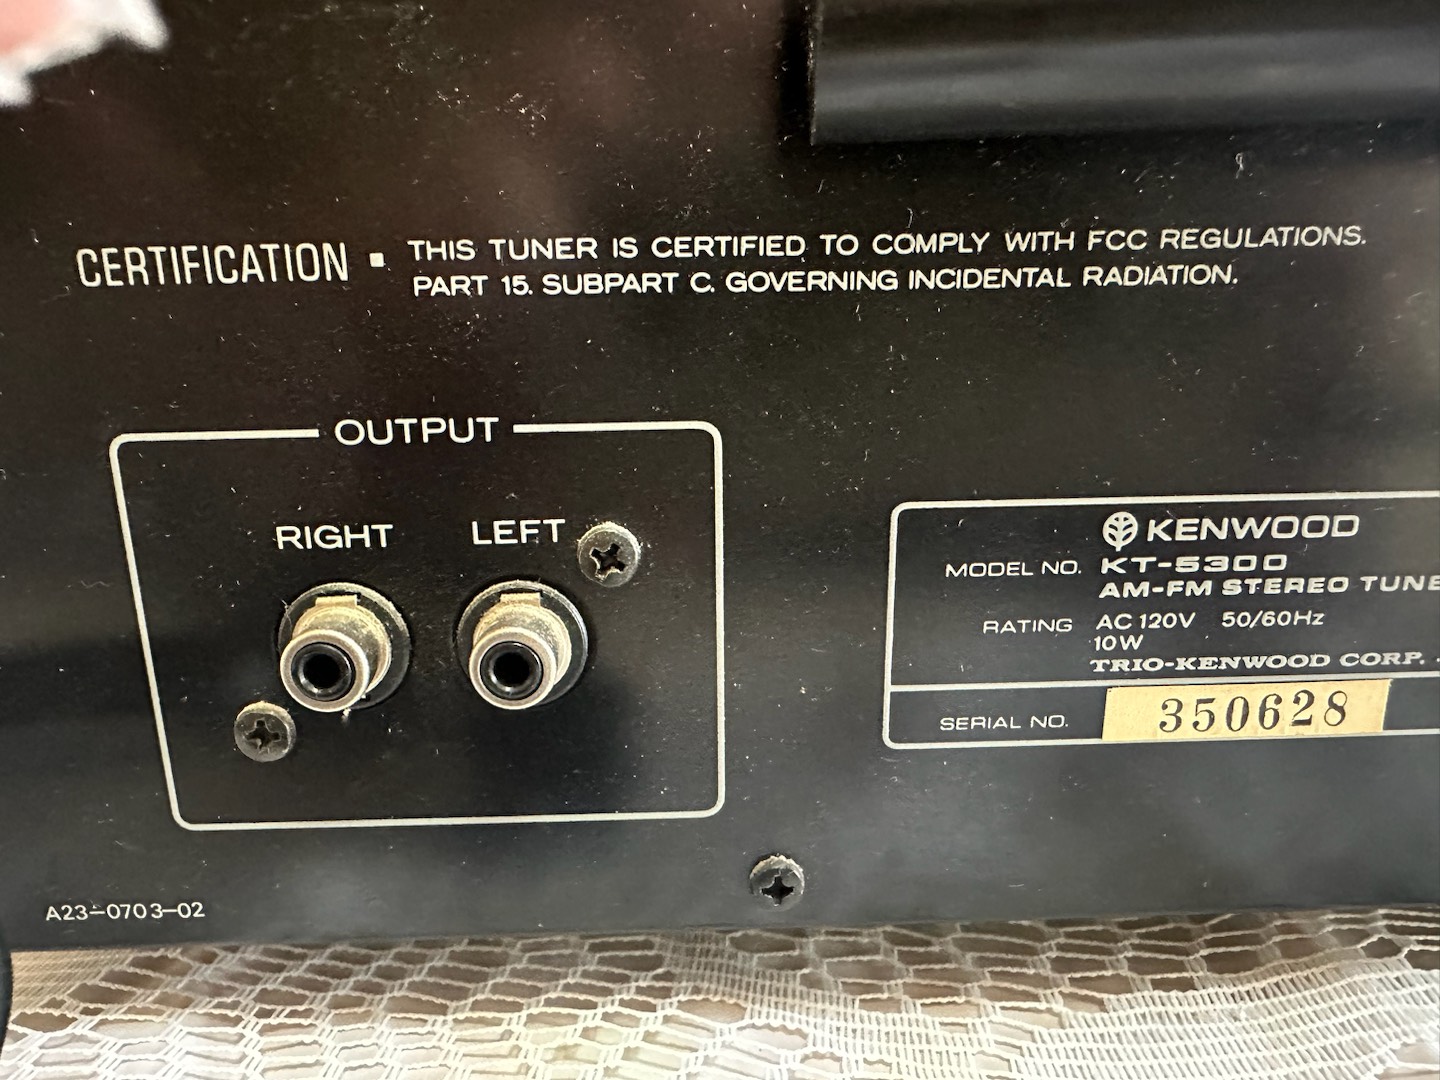 CERTIFICATION ▪ THIS TUNER IS CERTIFIED TO COMPLY WITH FCC REGULATIONS.
PART 15. SUBPART C. GOVERNING INCIDENTAL RADIATION.
OUTPUT
RIGHT LEFT
KENWOOD
MODEL NO. KT-5300
AM-FM STEREO TUNE
RATING AC 120V 50/60Hz
10W
TRIO-KENWOOD CORP.
SERIAL NO. 350628
A23-0703-02